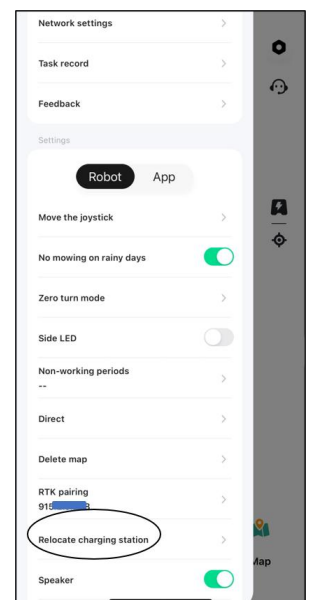 Network settings
Task record
Feedback
Settings
Robot App
Move the joystick
No mowing on rainy days
Zero turn mode
Side LED
Non-working periods
--
Direct
Delete map
RTK pairing
915
Relocate charging station
Map
Speaker